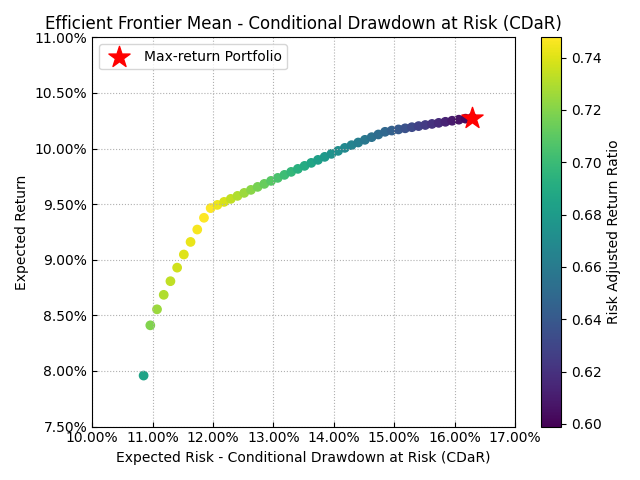 Efficient Frontier Mean - Conditional Drawdown at Risk (CDaR)
Max-return Portfolio
Expected Return
11.00%
10.50%
10.00%
9.50%
9.00%
8.50%
8.00%
7.50%
10.00% 11.00% 12.00% 13.00% 14.00% 15.00% 16.00% 17.00%
Expected Risk - Conditional Drawdown at Risk (CDaR)
0.74
0.72
0.70
0.68
0.66
0.64
0.62
0.60
Risk Adjusted Return Ratio